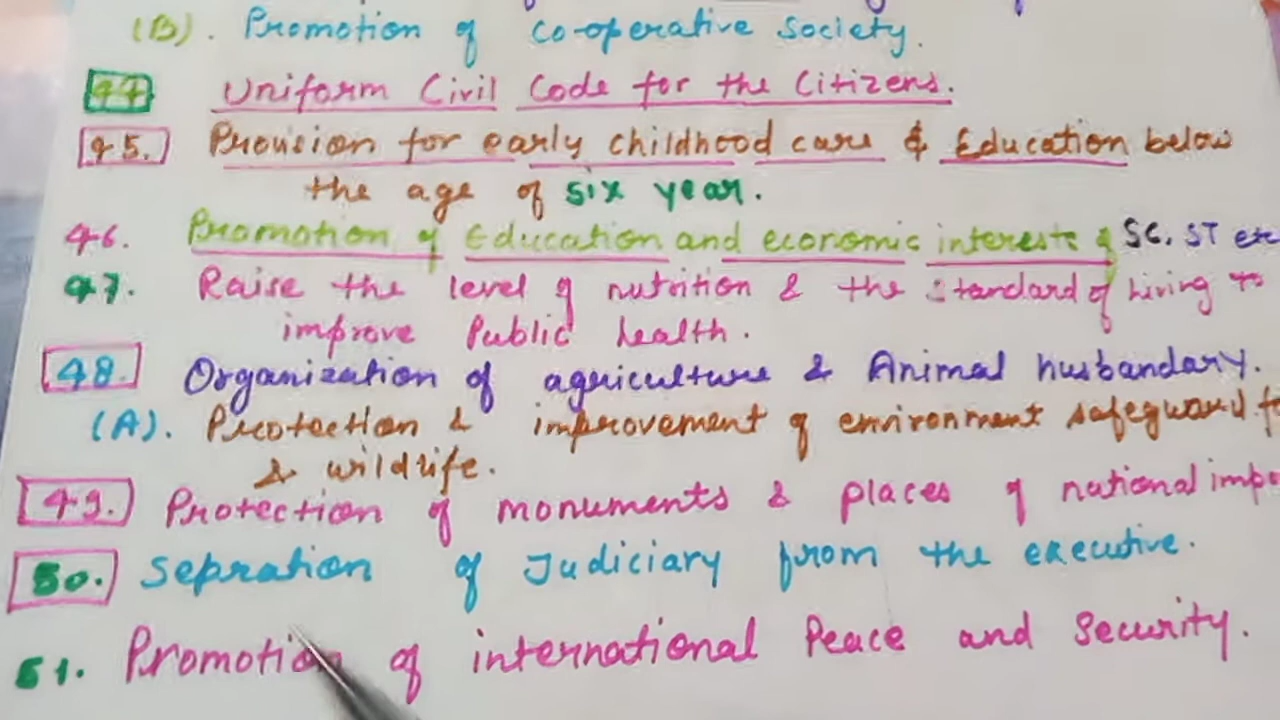 (B). Promotion of co-operative society.
44 Uniform Civil Code for the Citizens.
45. Provision for early childhood care & Education below
the age of six year.
46. Promotion of Education and economic interests of SC, ST etc
47. Raise the level of nutrition & the standard of living to
improve Public health.
48. Organization of agriculture & Animal husbandary.
(A). Protection & improvement of environment safeguard
& wildlife.
49. Protection of monuments & places of national impo
50. Sepration of Judiciary from the executive.
51. Promotion of international Peace and Security.